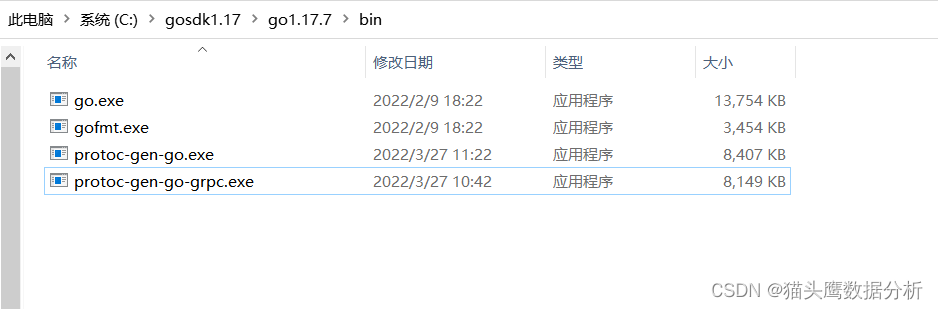 此电脑 > 系统 (C:) > gosdk1.17 > go1.17.7 > bin
名称 修改日期 类型 大小
go.exe 2022/2/9 18:22 应用程序 13,754 KB
gofmt.exe 2022/2/9 18:22 应用程序 3,454 KB
protoc-gen-go.exe 2022/3/27 11:22 应用程序 8,407 KB
protoc-gen-go-grpc.exe 2022/3/27 10:42 应用程序 8,149 KB
CSDN @猫头鹰数据分析